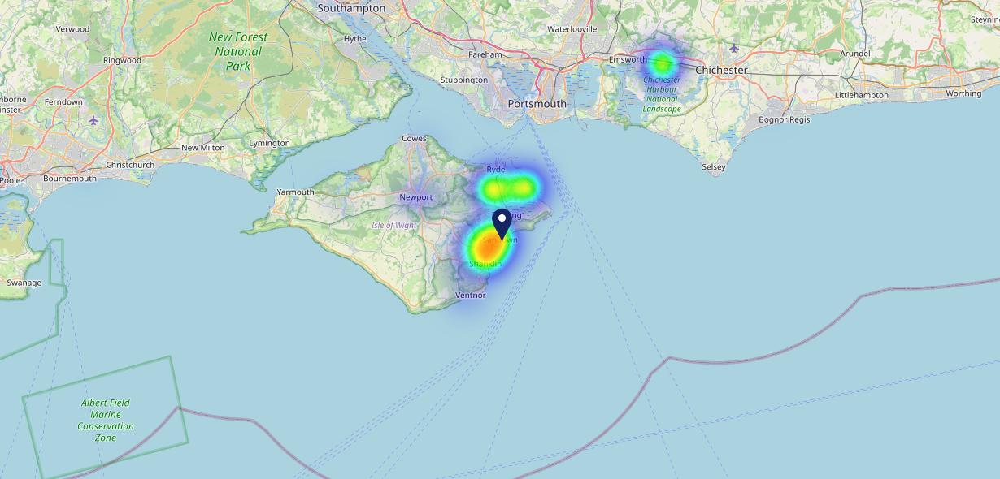 Southampton
Verwood
Waterlooville
Steyning
New Forest
National
Park
Hythe
Ringwood
Fareham
Emsworth
Arundel
Chichester
Stubbington
Chichester
Harbour
National
Landscape
Ferndown
Portsmouth
Littlehampton
Worthing
Bognor Regis
Cowes
Lymington
New Milton
Christchurch
Selsey
Ryde
Bournemouth
Poole
Yarmouth
Newport
Isle of Wight
Sandown
Shanklin
Swanage
Ventnor
Albert Field
Marine
Conservation
Zone